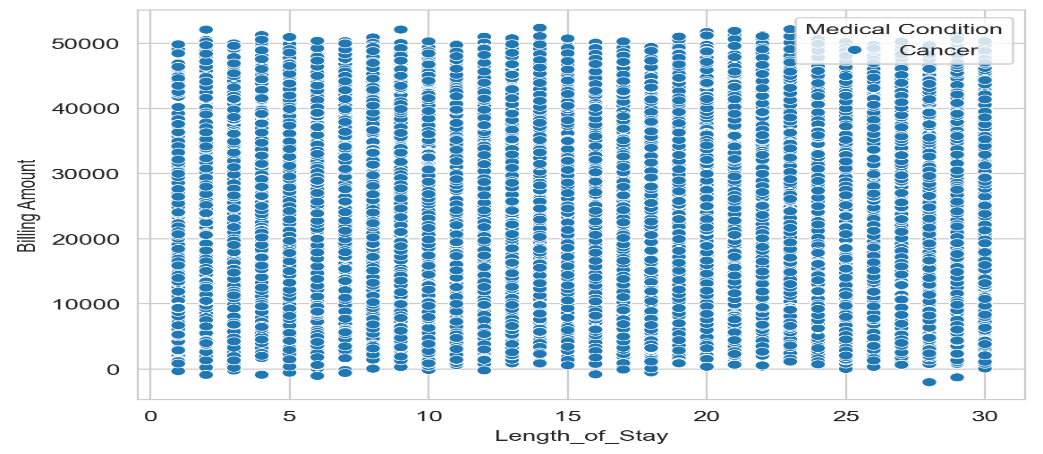 Medical Condition
Cancer
50000
40000
30000
20000
10000
0
Billing Amount
0 5 10 15 20 25 30
Length_of_Stay